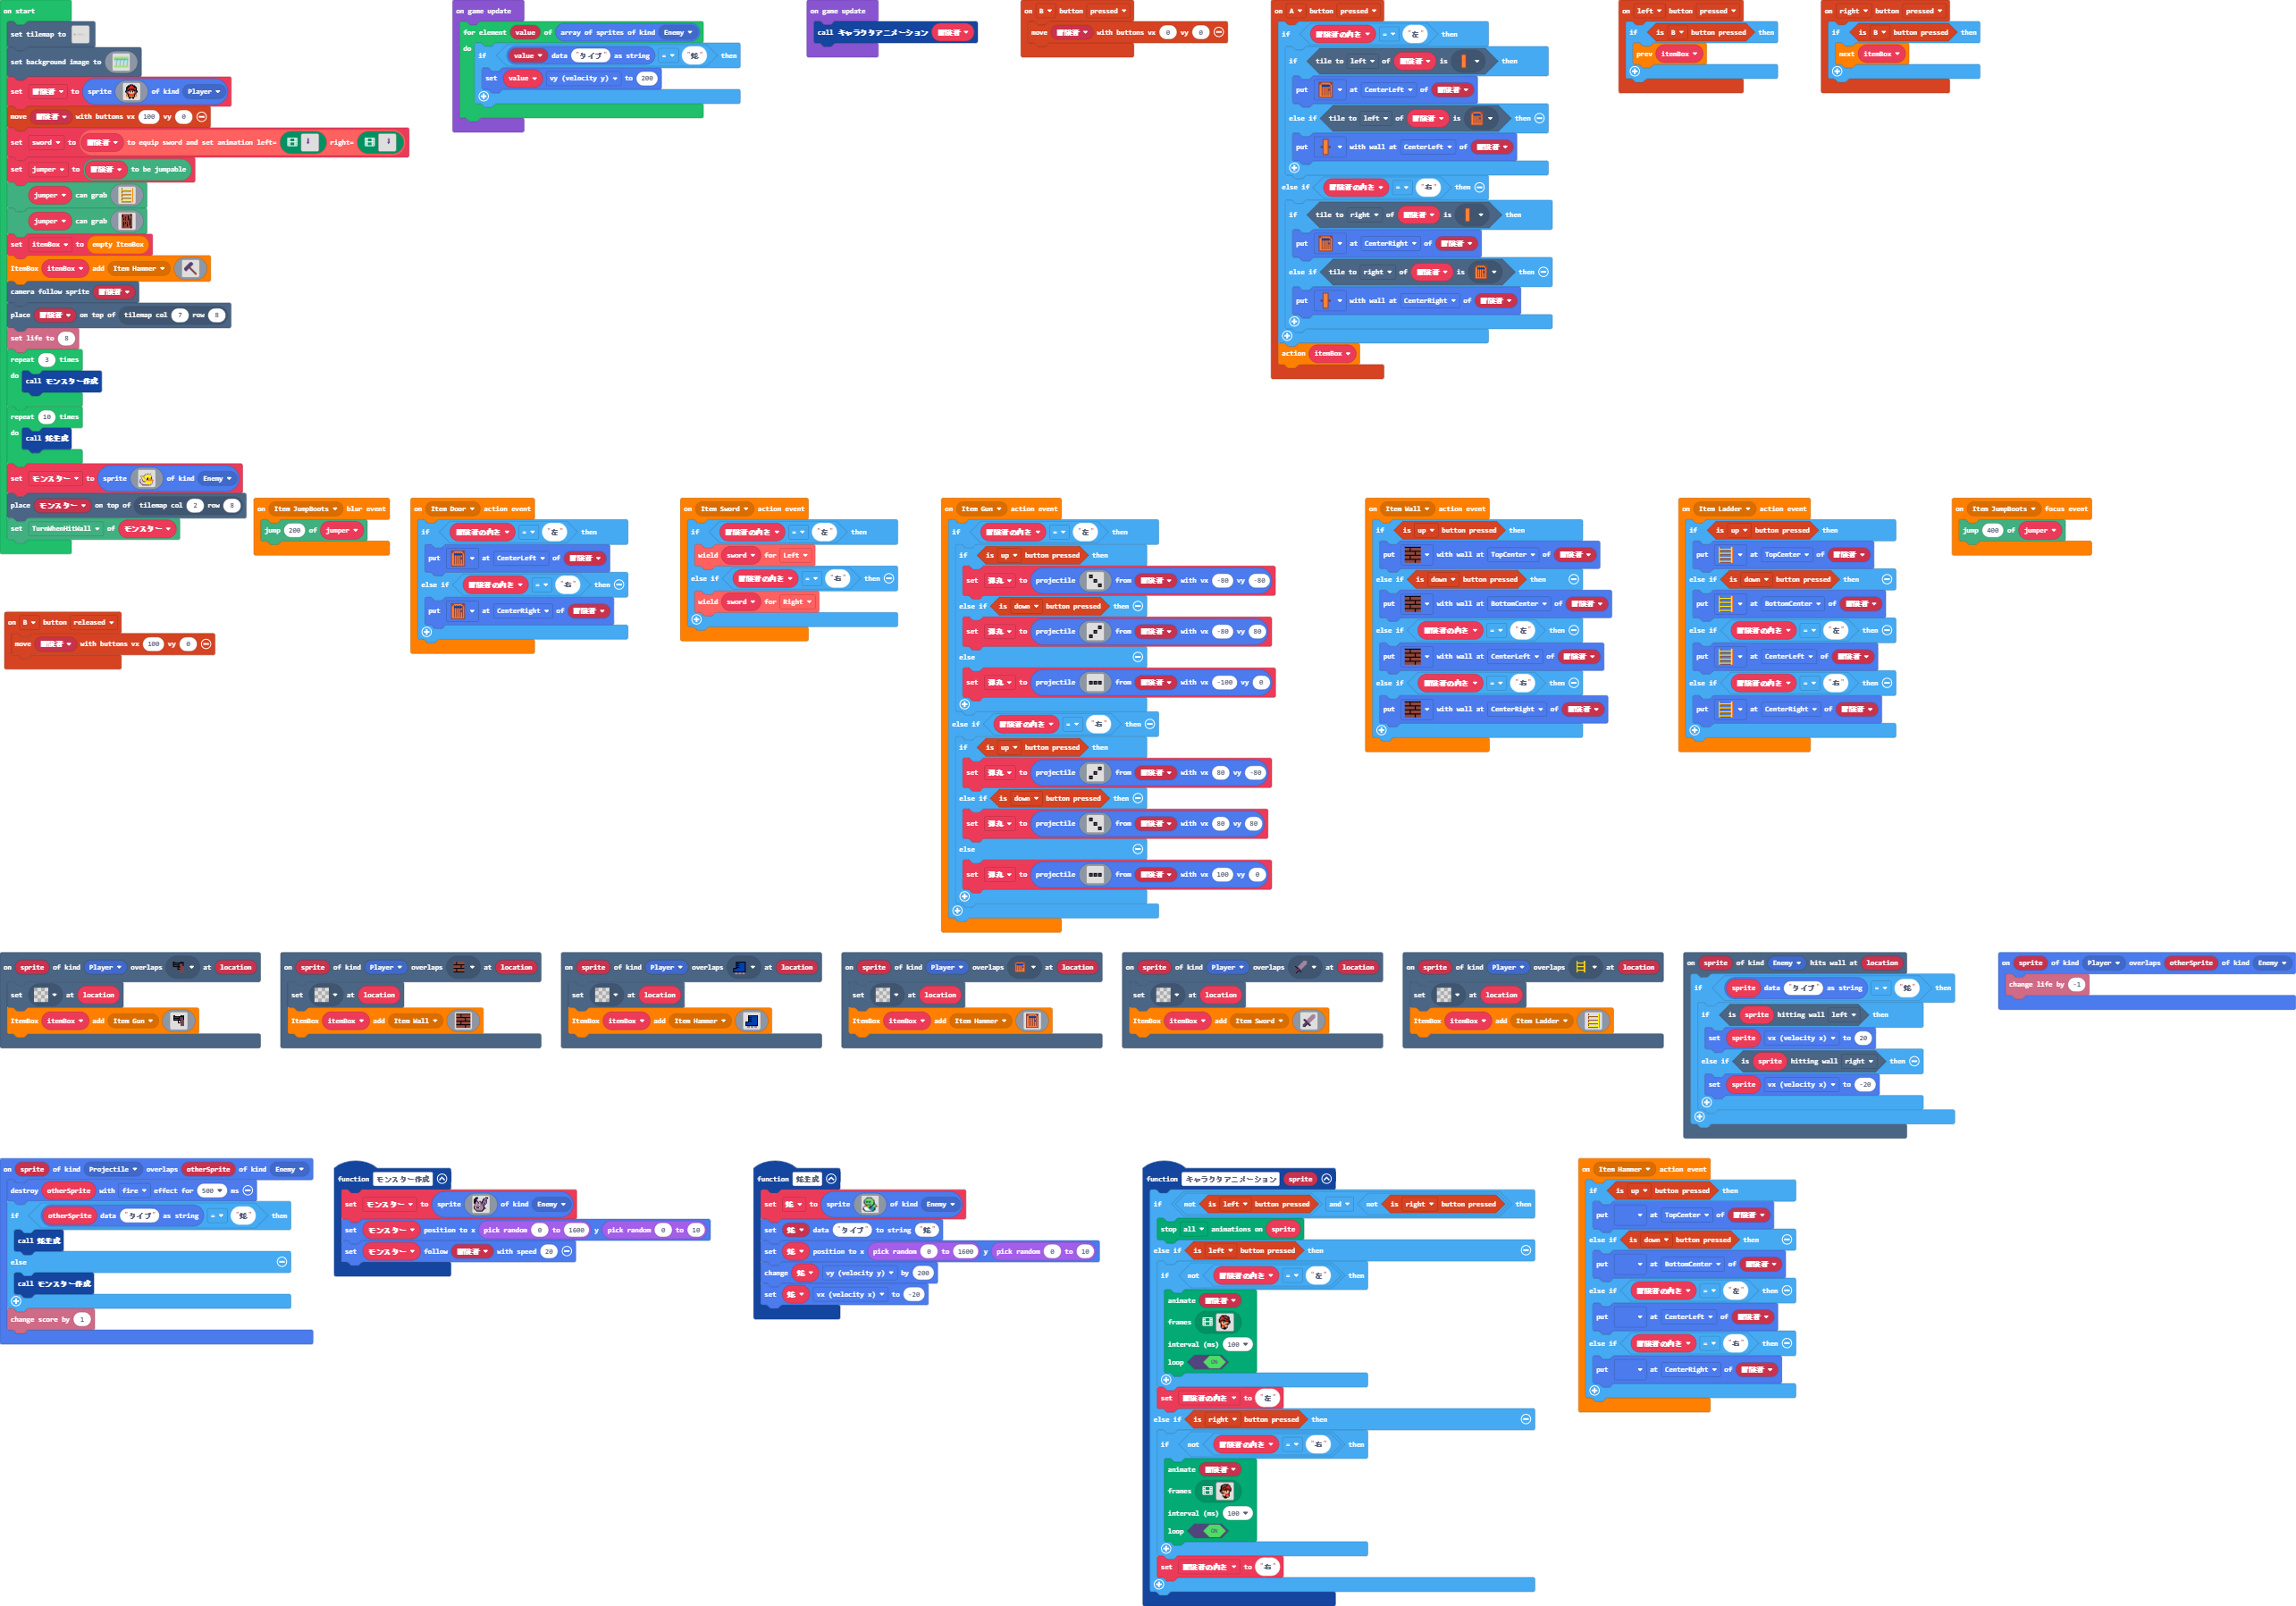 on start
set tilemap to
set background image to
set 冒険者 to sprite of kind Player
move 冒険者 with buttons vx 100 vy 0
set sword to 冒険者 to equip sword and set animation left= right=
set jumper to 冒険者 to be jumpable
jumper can grab
jumper can grab
set itemBox to empty ItemBox
ItemBox itemBox add Item Hammer
camera follow sprite 冒険者
place 冒険者 on top of tilemap col 7 row 8
set life to 8
repeat 3 times
do call モンスター作成
repeat 10 times
do call 蛇生成
set モンスター to sprite of kind Enemy
place モンスター on top of tilemap col 2 row 8
set TurnWhenHitWall of モンスター
on game update
for element value of array of sprites of kind Enemy
do if value data "タイプ" as string = "蛇" then
set value vy (velocity y) to 200
on game update
call キャラクタアニメーション 冒険者
on B button pressed
move 冒険者 with buttons vx 0 vy 0
on A button pressed
if 冒険者の向き = "左" then
if tile to left of 冒険者 is then
put at CenterLeft of 冒険者
else if tile to left of 冒険者 is then
put with wall at CenterLeft of 冒険者
else if 冒険者の向き = "右" then
if tile to right of 冒険者 is then
put at CenterRight of 冒険者
else if tile to right of 冒険者 is then
put with wall at CenterRight of 冒険者
action itemBox
on left button pressed
if is B button pressed then
prev itemBox
on right button pressed
if is B button pressed then
next itemBox
on Item JumpBoots blur event
jump 200 of jumper
on Item Door action event
if 冒険者の向き = "左" then
put at CenterLeft of 冒険者
else if 冒険者の向き = "右" then
put at CenterRight of 冒険者
on Item Sword action event
if 冒険者の向き = "左" then
wield sword for Left
else if 冒険者の向き = "右" then
wield sword for Right
on Item Gun action event
if 冒険者の向き = "左" then
if is up button pressed then
set 弾丸 to projectile from 冒険者 with vx -80 vy -80
else if is down button pressed then
set 弾丸 to projectile from 冒険者 with vx -80 vy 80
else
set 弾丸 to projectile from 冒険者 with vx -100 vy 0
else if 冒険者の向き = "右" then
if is up button pressed then
set 弾丸 to projectile from 冒険者 with vx 80 vy -80
else if is down button pressed then
set 弾丸 to projectile from 冒険者 with vx 80 vy 80
else
set 弾丸 to projectile from 冒険者 with vx 100 vy 0
on Item Wall action event
if is up button pressed then
put with wall at TopCenter of 冒険者
else if is down button pressed then
put with wall at BottomCenter of 冒険者
else if 冒険者の向き = "左" then
put with wall at CenterLeft of 冒険者
else if 冒険者の向き = "右" then
put with wall at CenterRight of 冒険者
on Item Ladder action event
if is up button pressed then
put at TopCenter of 冒険者
else if is down button pressed then
put at BottomCenter of 冒険者
else if 冒険者の向き = "左" then
put at CenterLeft of 冒険者
else if 冒険者の向き = "右" then
put at CenterRight of 冒険者
on Item JumpBoots focus event
jump 400 of jumper
on B button released
move 冒険者 with buttons vx 100 vy 0
on sprite of kind Player overlaps at location
set at location
ItemBox itemBox add Item Gun
on sprite of kind Player overlaps at location
set at location
ItemBox itemBox add Item Wall
on sprite of kind Player overlaps at location
set at location
ItemBox itemBox add Item Hammer
on sprite of kind Player overlaps at location
set at location
ItemBox itemBox add Item Hammer
on sprite of kind Player overlaps at location
set at location
ItemBox itemBox add Item Sword
on sprite of kind Player overlaps at location
set at location
ItemBox itemBox add Item Ladder
on sprite of kind Enemy hits wall at location
if sprite data "タイプ" as string = "蛇" then
if is sprite hitting wall left then
set sprite vx (velocity x) to 20
else if is sprite hitting wall right then
set sprite vx (velocity x) to -20
on sprite of kind Player overlaps otherSprite of kind Enemy
change life by -1
on sprite of kind Projectile overlaps otherSprite of kind Enemy
destroy otherSprite with fire effect for 500 ms
if otherSprite data "タイプ" as string = "蛇" then
call 蛇生成
else
call モンスター作成
change score by 1
function モンスター作成
set モンスター to sprite of kind Enemy
set モンスター position to x pick random 0 to 1600 y pick random 0 to 10
set モンスター follow 冒険者 with speed 20
function 蛇生成
set 蛇 to sprite of kind Enemy
set 蛇 data "タイプ" to string "蛇"
set 蛇 position to x pick random 0 to 1600 y pick random 0 to 10
change 蛇 vy (velocity y) by 200
set 蛇 vx (velocity x) to -20
function キャラクタアニメーション sprite
if not is left button pressed and not is right button pressed then
stop all animations on sprite
else if is left button pressed then
if not 冒険者の向き = "左" then
animate 冒険者
frames
interval (ms) 100
loop ON
set 冒険者の向き to "左"
else if is right button pressed then
if not 冒険者の向き = "右" then
animate 冒険者
frames
interval (ms) 100
loop ON
set 冒険者の向き to "右"
on Item Hammer action event
if is up button pressed then
put at TopCenter of 冒険者
else if is down button pressed then
put at BottomCenter of 冒険者
else if 冒険者の向き = "左" then
put at CenterLeft of 冒険者
else if 冒険者の向き = "右" then
put at CenterRight of 冒険者